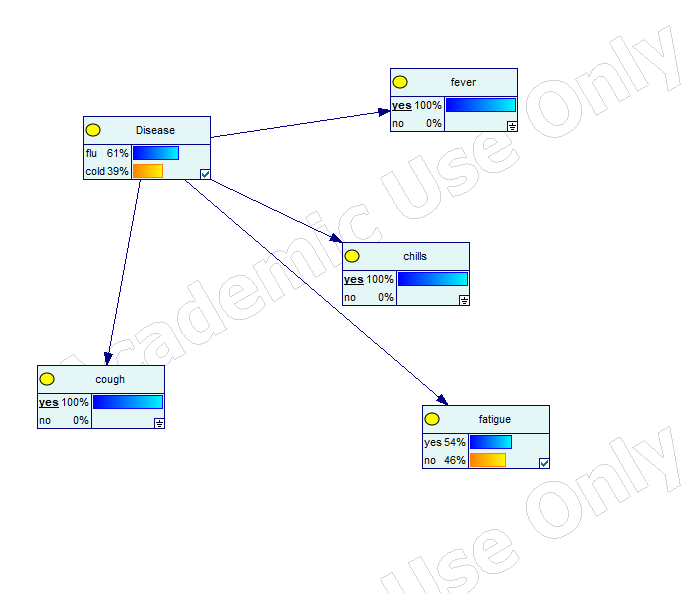 fever
yes 100%
no 0%
Disease
flu 61%
cold 39%
chills
yes 100%
no 0%
cough
yes 100%
no 0%
fatigue
yes 54%
no 46%
Academic Use Only
Use Only